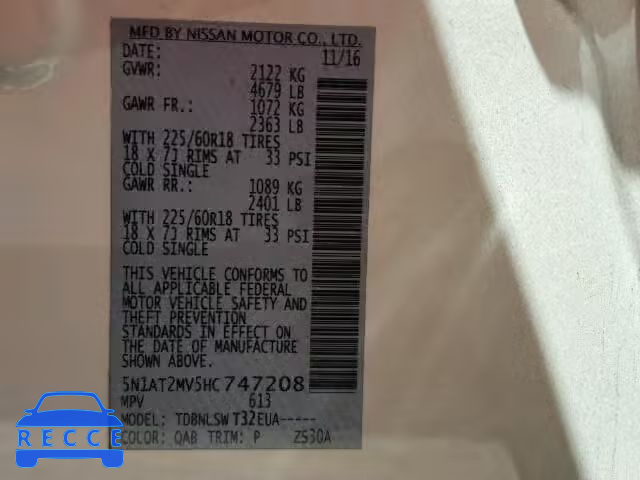 MFD BY NISSAN MOTOR CO., LTD.
DATE: 11/16
GVWR: 2122 KG
4679 LB
GAWR FR.: 1072 KG
2363 LB
WITH 225/60R18 TIRES
18 X 7J RIMS AT 33 PSI
COLD SINGLE
GAWR RR.: 1089 KG
2401 LB
WITH 225/60R18 TIRES
18 X 7J RIMS AT 33 PSI
COLD SINGLE
THIS VEHICLE CONFORMS TO
ALL APPLICABLE FEDERAL
MOTOR VEHICLE SAFETY AND
THEFT PREVENTION
STANDARDS IN EFFECT ON
THE DATE OF MANUFACTURE
SHOWN ABOVE.
5N1AT2MV5HC747208
MPV 613
MODEL: TDBNLSW T32EUA-----
COLOR: QAB TRIM: P ZS30A
RECCE